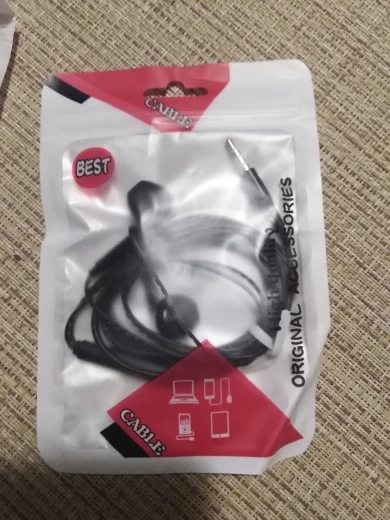 CABLE
BEST
High quality
ORIGINAL ACCESSORIES
CABLE